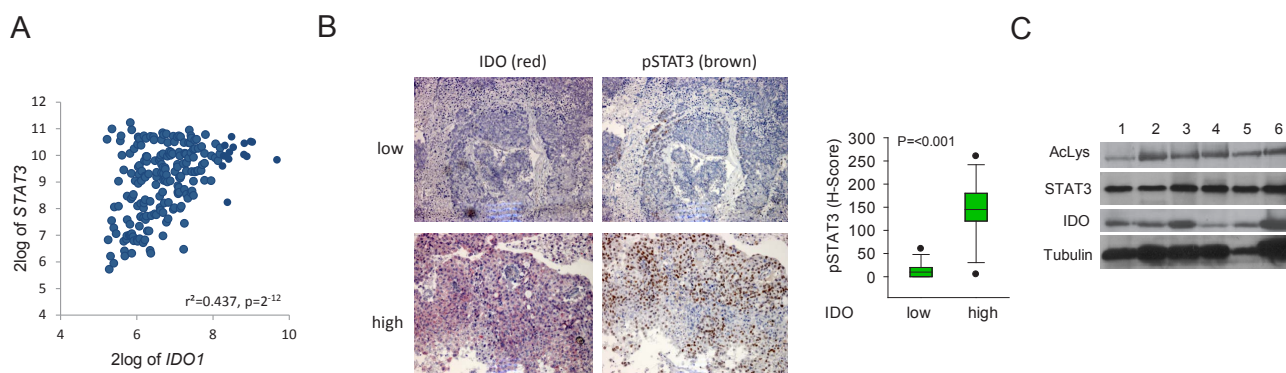 A
2log of STAT3
12
11
10
9
8
7
6
5
4
r²=0.437, p=2⁻¹²
4 6 8 10
2log of IDO1
B
IDO (red) pSTAT3 (brown)
low
high
pSTAT3 (H-Score)
300
250
200
150
100
50
0
P=<0.001
IDO low high
C
1 2 3 4 5 6
AcLys
STAT3
IDO
Tubulin